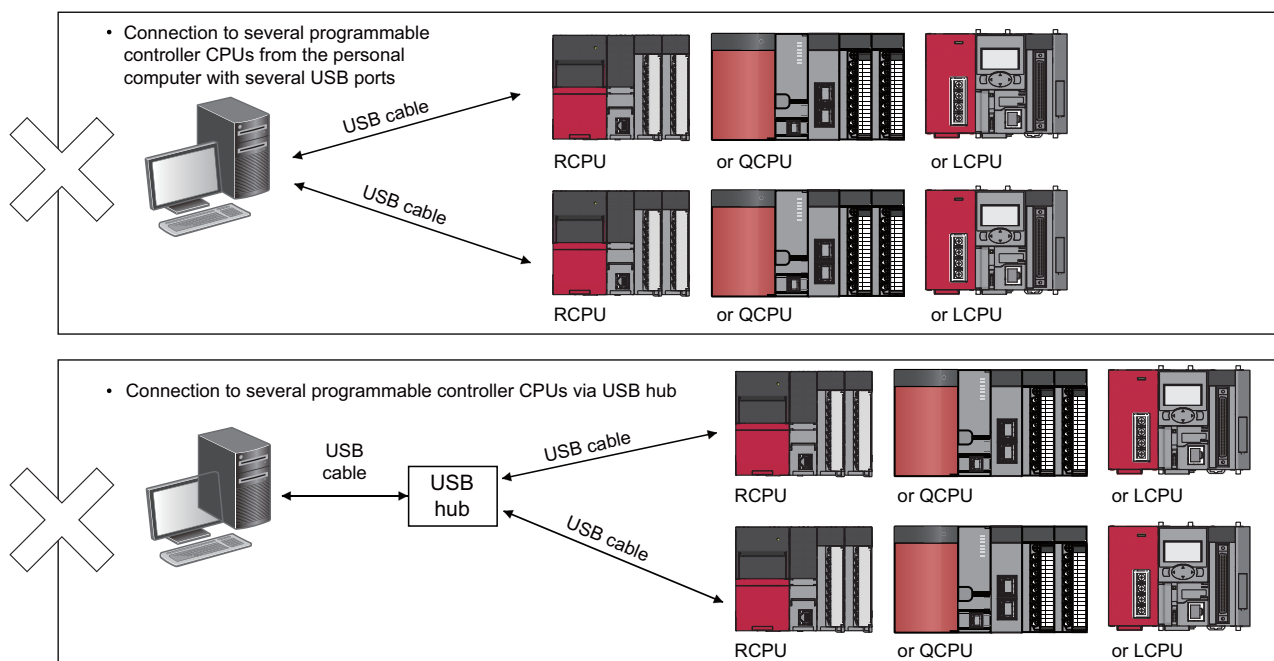 • Connection to several programmable
controller CPUs from the personal
computer with several USB ports
USB cable
RCPU
or QCPU
or LCPU
USB cable
RCPU
or QCPU
or LCPU
• Connection to several programmable controller CPUs via USB hub
USB
cable
USB
hub
USB cable
RCPU
or QCPU
or LCPU
USB cable
RCPU
or QCPU
or LCPU